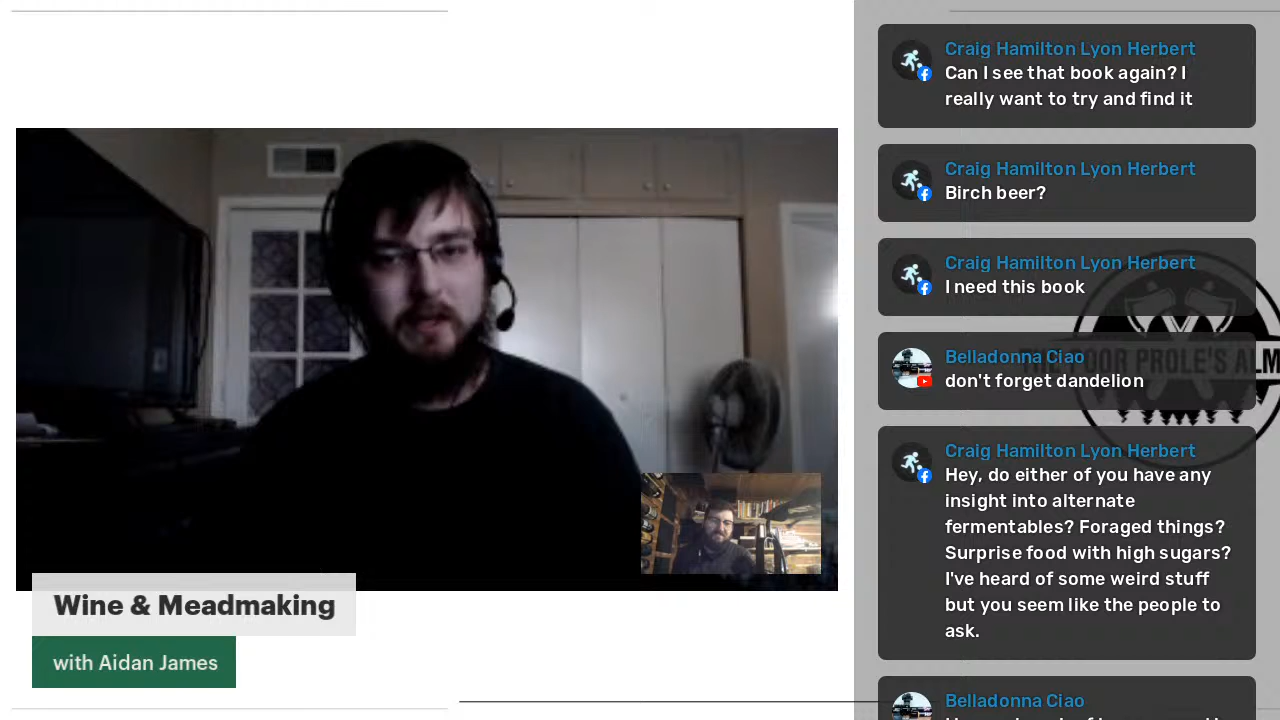 Craig Hamilton Lyon Herbert
Can I see that book again? I
really want to try and find it
Craig Hamilton Lyon Herbert
Birch beer?
Craig Hamilton Lyon Herbert
I need this book
Belladonna Ciao
don't forget dandelion
THE POOR PROLE'S ALM
Craig Hamilton Lyon Herbert
Hey, do either of you have any
insight into alternate
fermentables? Foraged things?
Surprise food with high sugars?
I've heard of some weird stuff
but you seem like the people to
ask.
Belladonna Ciao
Wine & Meadmaking
with Aidan James